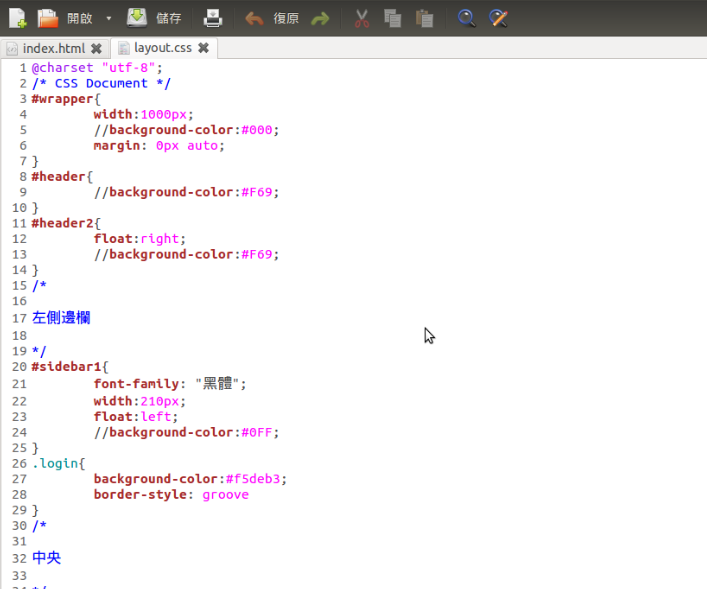 開啟 儲存 復原
index.html layout.css
1 @charset "utf-8";
2 /* CSS Document */
3 #wrapper{
4 width:1000px;
5 //background-color:#000;
6 margin: 0px auto;
7 }
8 #header{
9 //background-color:#F69;
10 }
11 #header2{
12 float:right;
13 //background-color:#F69;
14 }
15 /*
16
17 左側邊欄
18
19 */
20 #sidebar1{
21 font-family: "黑體";
22 width:210px;
23 float:left;
24 //background-color:#0FF;
25 }
26 .login{
27 background-color:#f5deb3;
28 border-style: groove
29 }
30 /*
31
32 中央
33